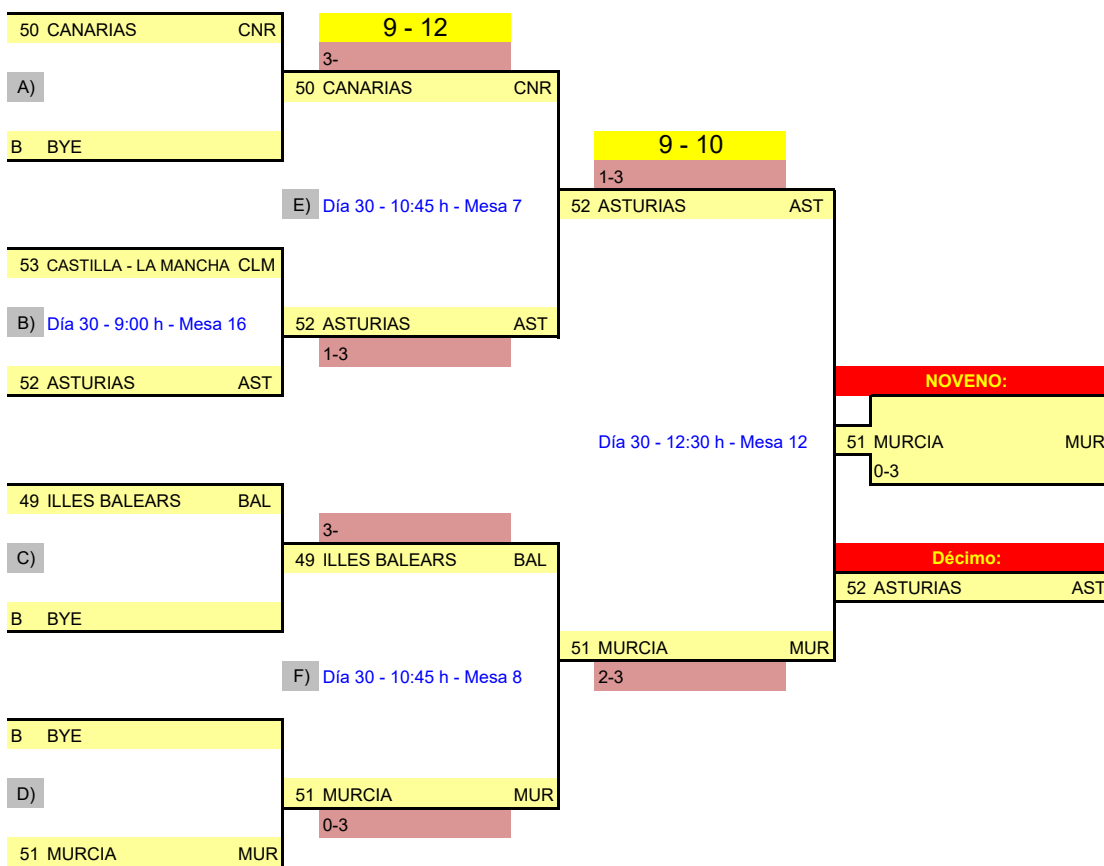 50 CANARIAS CNR
9 - 12
3-
A)
50 CANARIAS CNR
B BYE
9 - 10
1-3
E) Día 30 - 10:45 h - Mesa 7
52 ASTURIAS AST
53 CASTILLA - LA MANCHA CLM
B) Día 30 - 9:00 h - Mesa 16
52 ASTURIAS AST
1-3
52 ASTURIAS AST
NOVENO:
Día 30 - 12:30 h - Mesa 12
51 MURCIA MUR
0-3
49 ILLES BALEARS BAL
3-
C)
49 ILLES BALEARS BAL
Décimo:
52 ASTURIAS AST
B BYE
51 MURCIA MUR
F) Día 30 - 10:45 h - Mesa 8
2-3
B BYE
D)
51 MURCIA MUR
0-3
51 MURCIA MUR